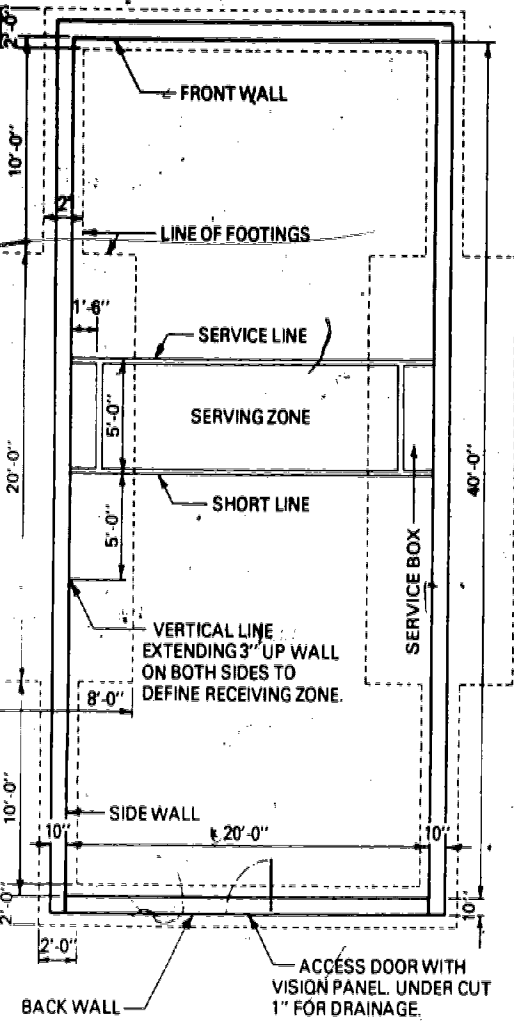 2'-0"
FRONT WALL
10'-0"
2'
LINE OF FOOTINGS
1'-6"
SERVICE LINE
5'-0"
SERVING ZONE
20'-0"
40'-0"
SHORT LINE
5'-0"
SERVICE BOX
VERTICAL LINE
EXTENDING 3" UP WALL
ON BOTH SIDES TO
DEFINE RECEIVING ZONE.
8'-0"
10'-0"
SIDE WALL
10"
20'-0"
10"
2'-0"
10"
2'-0"
ACCESS DOOR WITH
VISION PANEL. UNDER CUT
1" FOR DRAINAGE.
BACK WALL